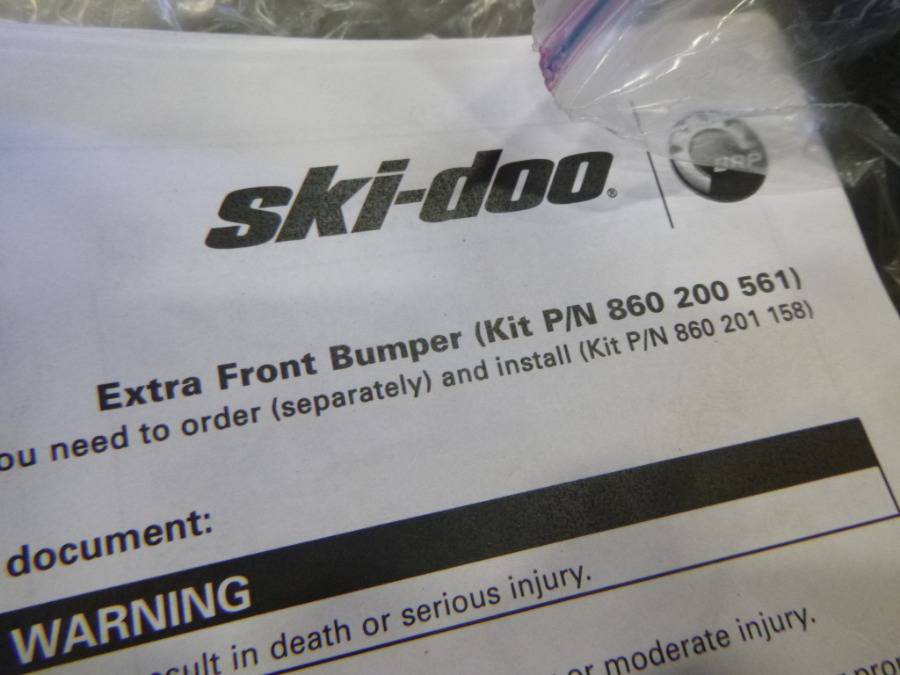 ski-doo®
BRP
Extra Front Bumper (Kit P/N 860 200 561)
ou need to order (separately) and install (Kit P/N 860 201 158)
document:
WARNING
sult in death or serious injury.
or moderate injury.